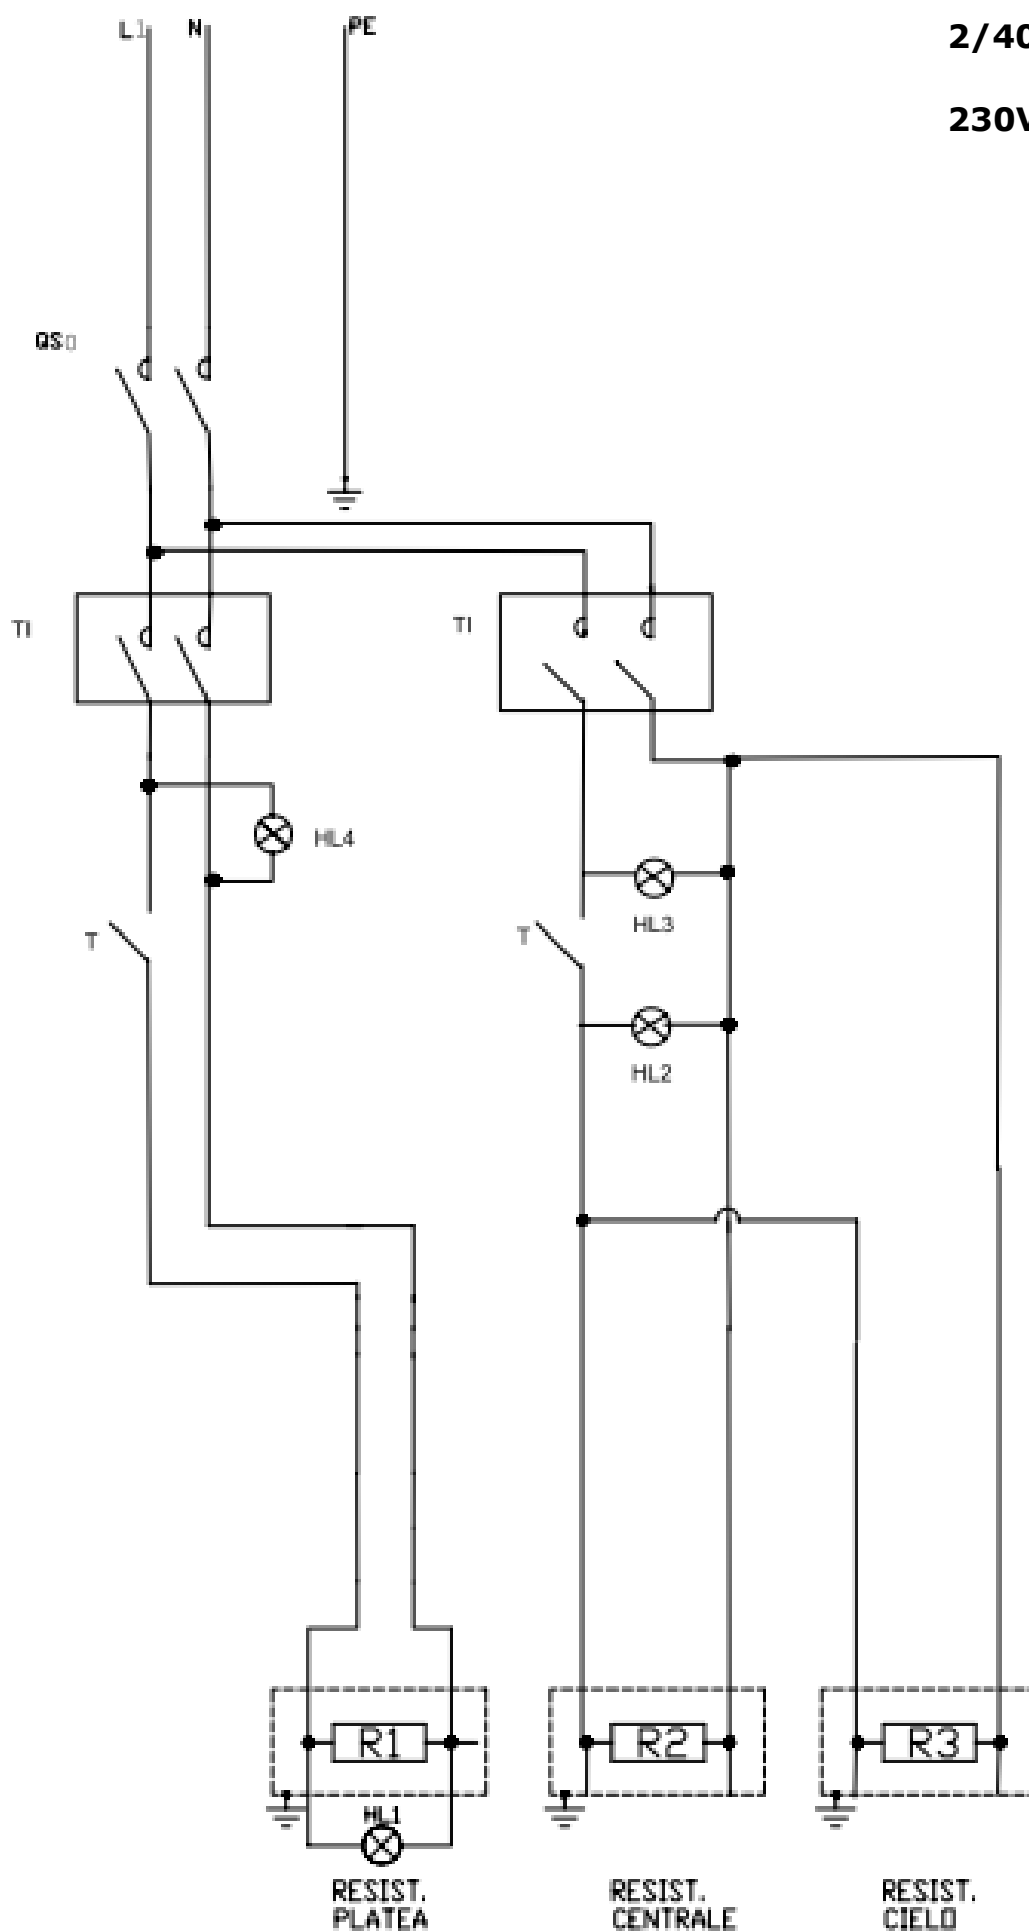 L1 N PE
2/40
230V
QS0
TI
TI
HL4
HL3
T
T
HL2
R1
R2
R3
HL1
RESIST.
PLATEA
RESIST.
CENTRALE
RESIST.
CIELO